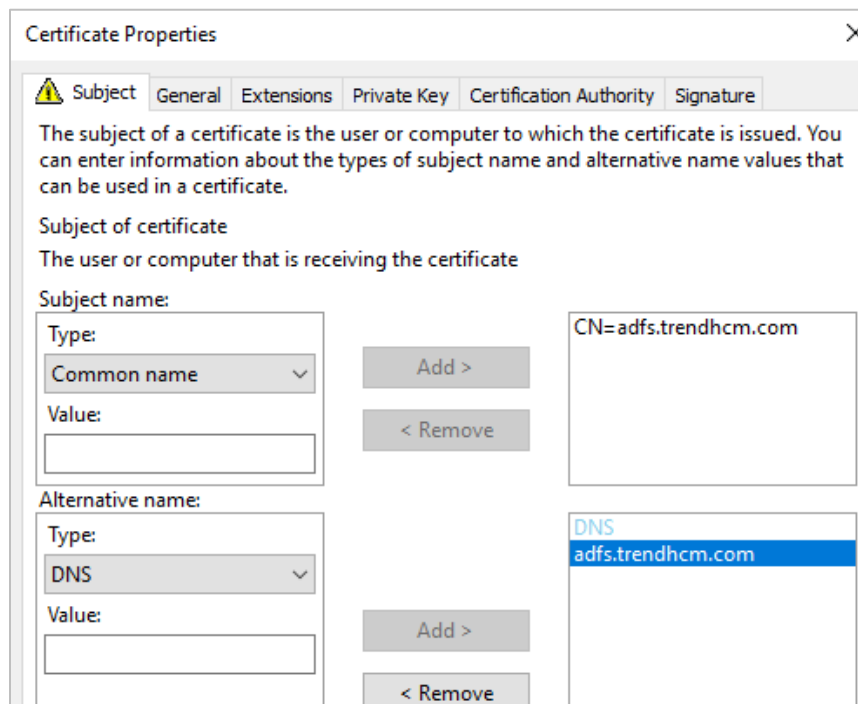 Certificate Properties
Subject General Extensions Private Key Certification Authority Signature
The subject of a certificate is the user or computer to which the certificate is issued. You
can enter information about the types of subject name and alternative name values that
can be used in a certificate.
Subject of certificate
The user or computer that is receiving the certificate
Subject name:
Type:
Common name
Value:
Add >
< Remove
CN=adfs.trendhcm.com
Alternative name:
Type:
DNS
Value:
Add >
< Remove
DNS
adfs.trendhcm.com